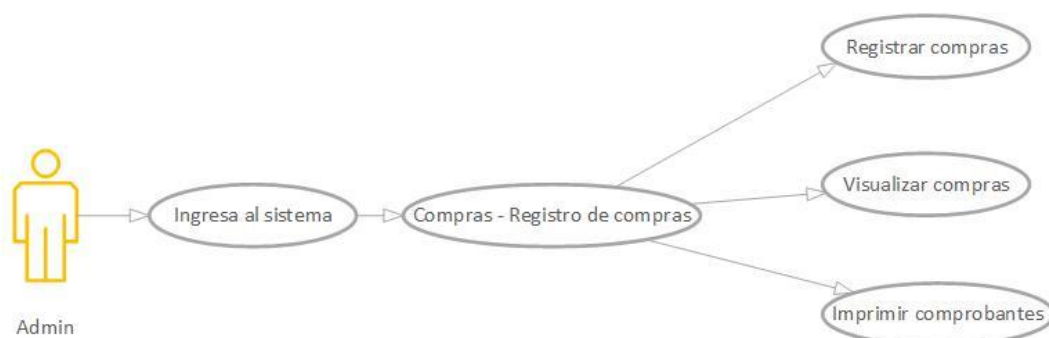 Registrar compras
Visualizar compras
Ingresa al sistema
Compras - Registro de compras
Imprimir comprobantes
Admin